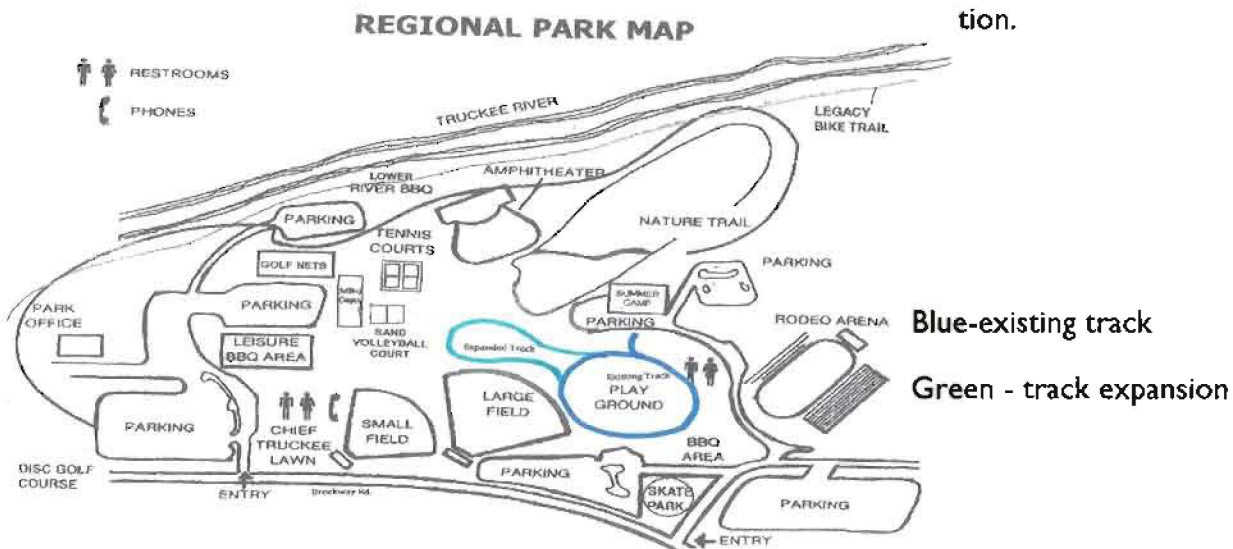 tion.
REGIONAL PARK MAP
RESTROOMS
PHONES
TRUCKEE RIVER
LEGACY
BIKE TRAIL
LOWER
RIVER BBQ
AMPHITHEATER
PARKING
NATURE TRAIL
TENNIS
COURTS
GOLF NETS
PARKING
PARK
OFFICE
PARKING
SUMMER
CAMP
PARKING
SAND
VOLLEYBALL
COURT
RODEO ARENA
Blue-existing track
LEISURE
BBQ AREA
Expanded Track
Existing Track
PLAY
GROUND
Green - track expansion
LARGE
FIELD
SMALL
FIELD
PARKING
CHIEF
TRUCKEE
LAWN
BBQ
AREA
DISC GOLF
COURSE
PARKING
SKATE
PARK
PARKING
ENTRY
Brockway Rd.
ENTRY